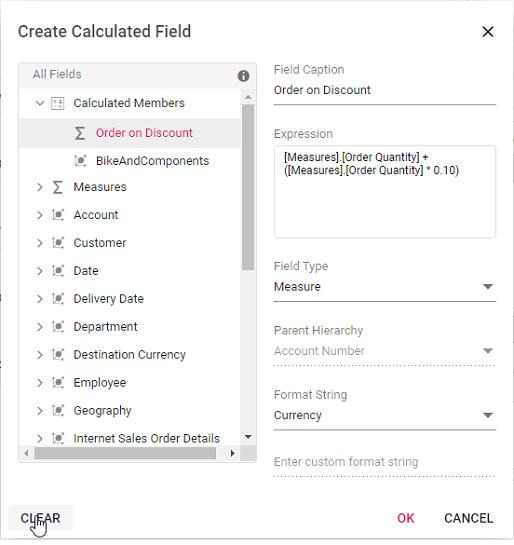 Create Calculated Field
All Fields
Calculated Members
Order on Discount
BikeAndComponents
Measures
Account
Customer
Date
Delivery Date
Department
Destination Currency
Employee
Geography
Internet Sales Order Details
Field Caption
Order on Discount
Expression
[Measures].[Order Quantity] +
([Measures].[Order Quantity] * 0.10)
Field Type
Measure
Parent Hierarchy
Account Number
Format String
Currency
Enter custom format string
CLEAR
OK
CANCEL